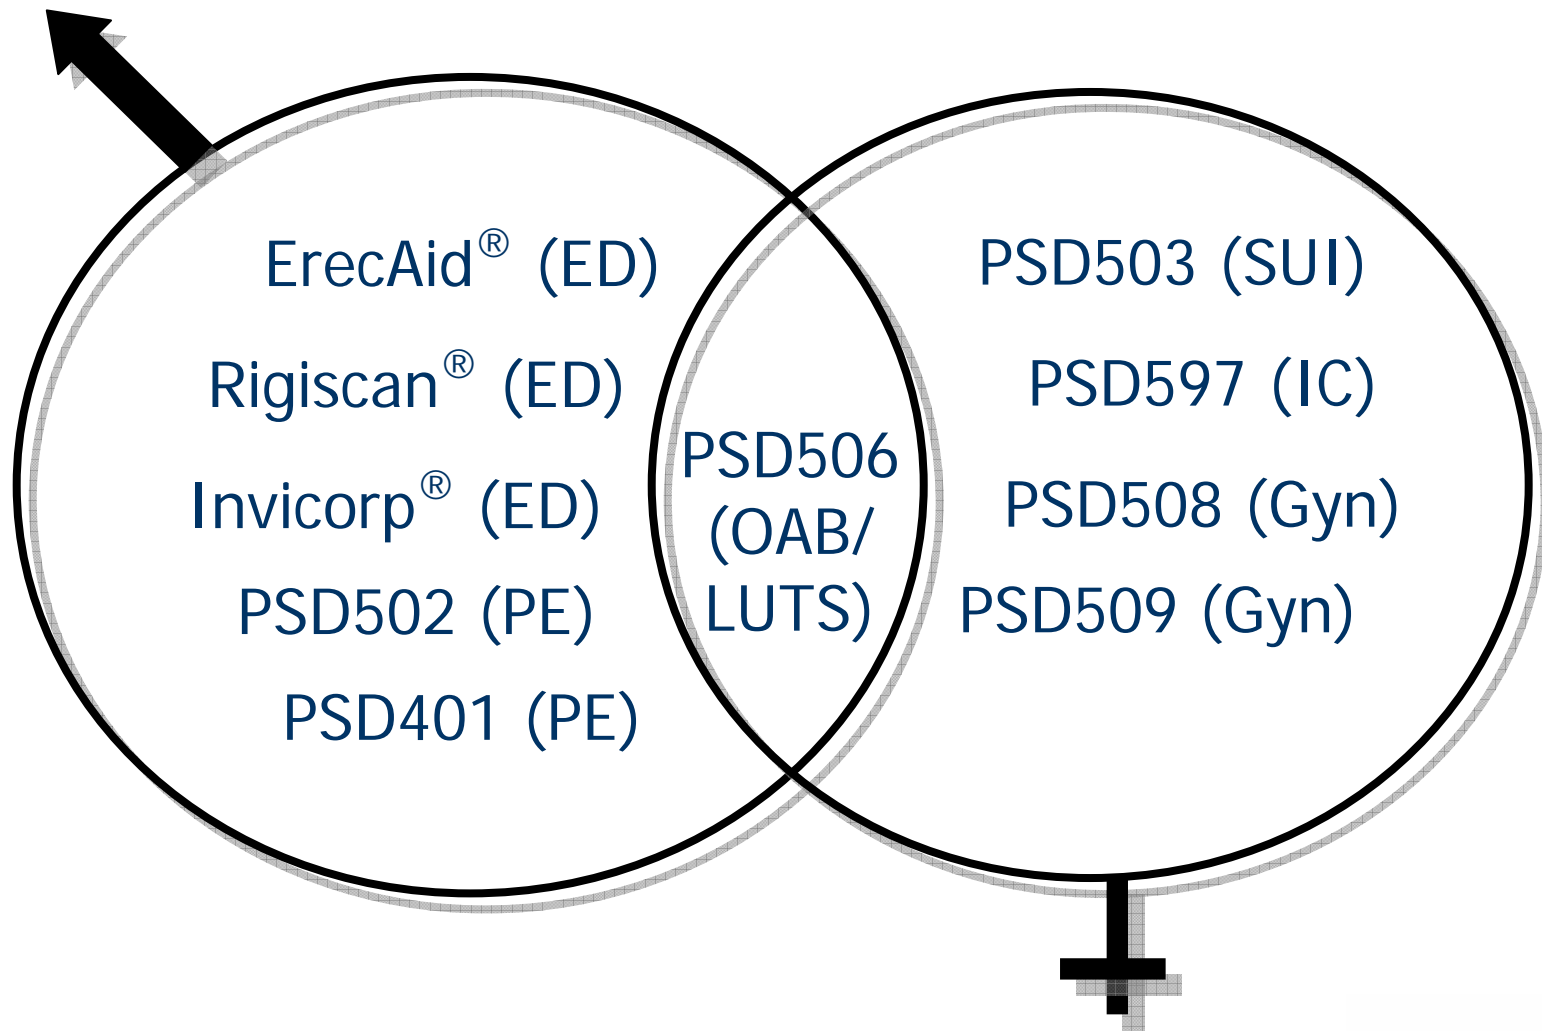 ErecAid® (ED)
Rigiscan® (ED)
Invicorp® (ED)
PSD502 (PE)
PSD401 (PE)
PSD506
(OAB/
LUTS)
PSD503 (SUI)
PSD597 (IC)
PSD508 (Gyn)
PSD509 (Gyn)